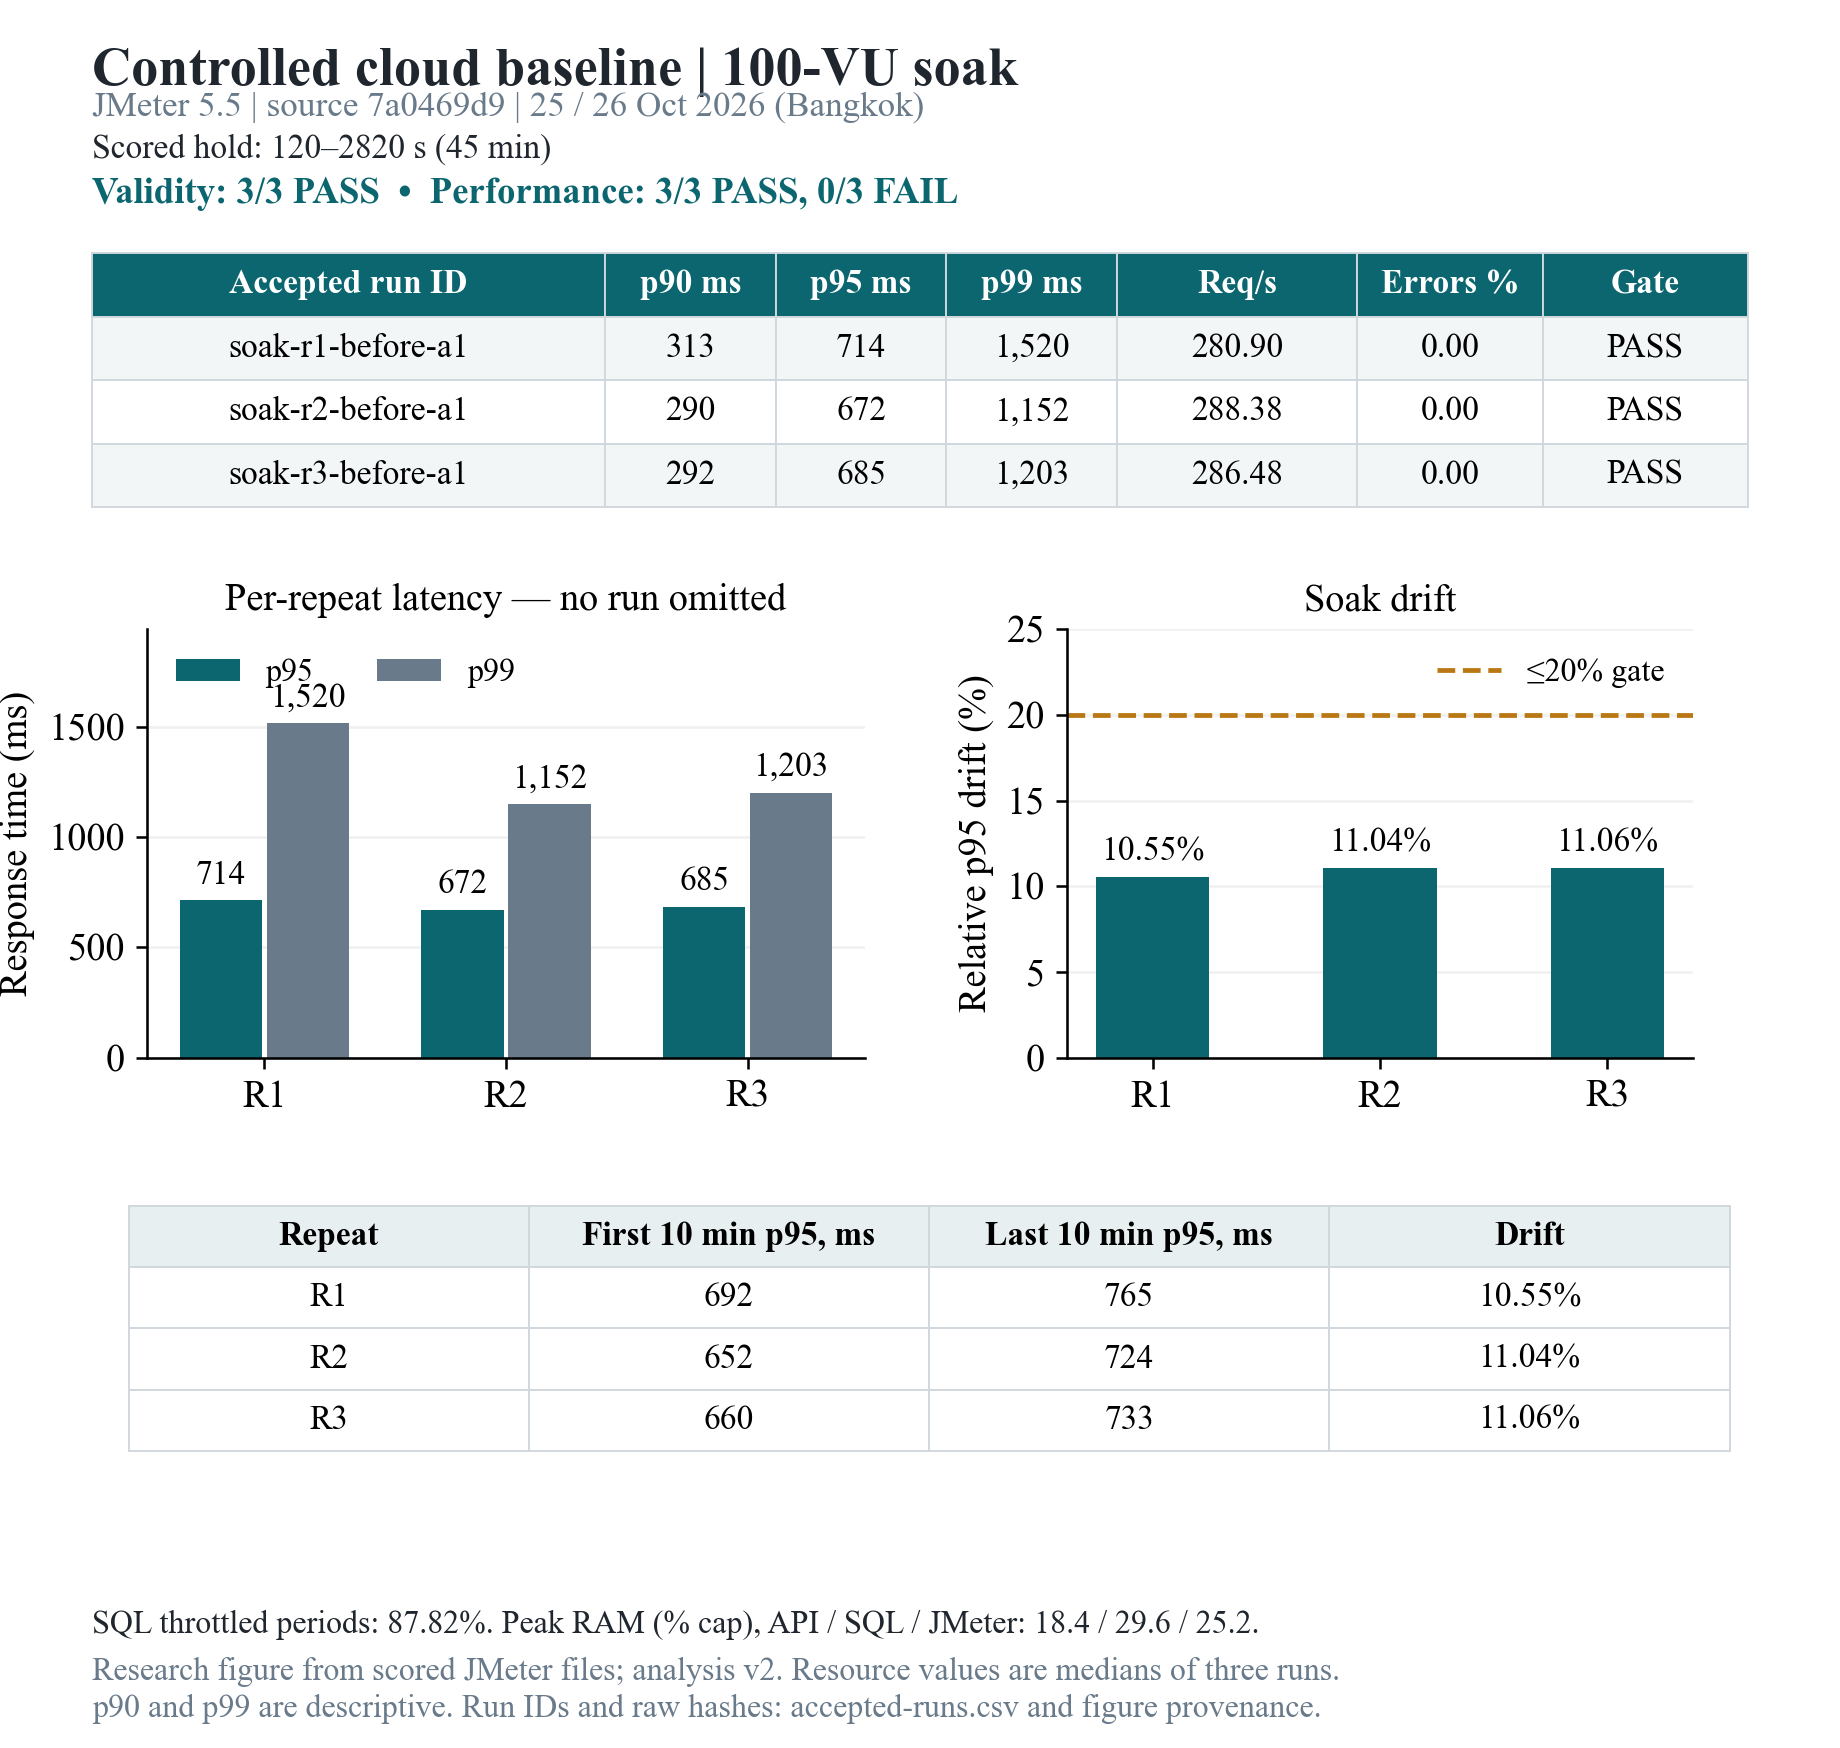 Controlled cloud baseline | 100-VU soak
JMeter 5.5 | source 7a0469d9 | 25 / 26 Oct 2026 (Bangkok)
Scored hold: 120–2820 s (45 min)
Validity: 3/3 PASS • Performance: 3/3 PASS, 0/3 FAIL
Accepted run ID p90 ms p95 ms p99 ms Req/s Errors % Gate
soak-r1-before-a1 313 714 1,520 280.90 0.00 PASS
soak-r2-before-a1 290 672 1,152 288.38 0.00 PASS
soak-r3-before-a1 292 685 1,203 286.48 0.00 PASS
Per-repeat latency — no run omitted
p95 p99
Response time (ms)
1500
1000
500
0
714 1,520
672 1,152
685 1,203
R1 R2 R3
Soak drift
≤20% gate
Relative p95 drift (%)
25
20
15
10
5
0
10.55% 11.04% 11.06%
R1 R2 R3
Repeat First 10 min p95, ms Last 10 min p95, ms Drift
R1 692 765 10.55%
R2 652 724 11.04%
R3 660 733 11.06%
SQL throttled periods: 87.82%. Peak RAM (% cap), API / SQL / JMeter: 18.4 / 29.6 / 25.2.
Research figure from scored JMeter files; analysis v2. Resource values are medians of three runs.
p90 and p99 are descriptive. Run IDs and raw hashes: accepted-runs.csv and figure provenance.